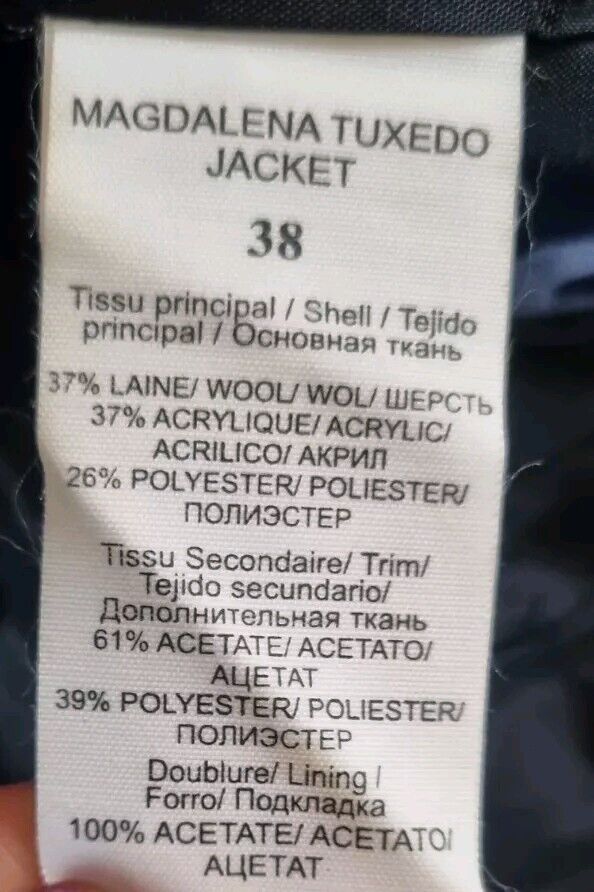 MAGDALENA TUXEDO
JACKET
38
Tissu principal / Shell / Tejido
principal / Основная ткань
37% LAINE/ WOOL/ WOL/ ШЕРСТЬ
37% ACRYLIQUE/ ACRYLIC/
ACRILICO/ АКРИЛ
26% POLYESTER/ POLIESTER/
ПОЛИЭСТЕР
Tissu Secondaire/ Trim/
Tejido secundario/
Дополнительная ткань
61% ACETATE/ ACETATO/
АЦЕТАТ
39% POLYESTER/ POLIESTER/
ПОЛИЭСТЕР
Doublure/ Lining /
Forro/ Подкладка
100% ACETATE/ ACETATO/
АЦЕТАТ